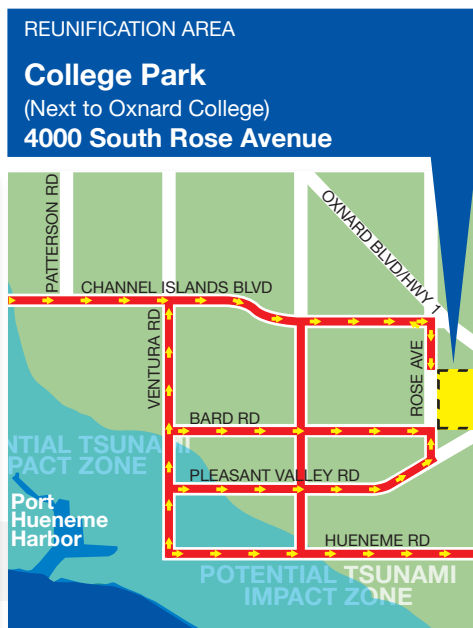 REUNIFICATION AREA
College Park
(Next to Oxnard College)
4000 South Rose Avenue
PATTERSON RD
OXNARD BLVD/HWY 1
CHANNEL ISLANDS BLVD
VENTURA RD
ROSE AVE
BARD RD
NTIAL TSUNAMI
PACT ZONE
PLEASANT VALLEY RD
Port
Hueneme
Harbor
HUENEME RD
POTENTIAL TSUNAMI
IMPACT ZONE